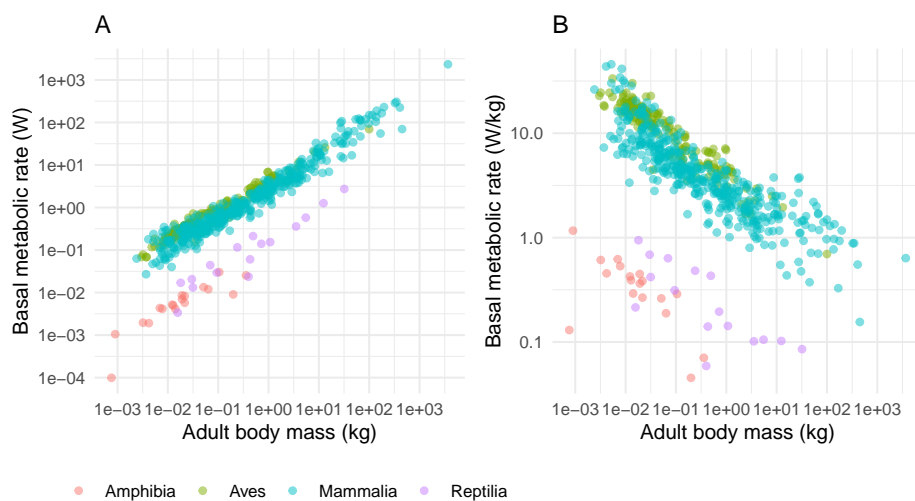 A
Basal metabolic rate (W)
1e+03
1e+02
1e+01
1e+00
1e-01
1e-02
1e-03
1e-04
1e-03 1e-02 1e-01 1e+00 1e+01 1e+02 1e+03
Adult body mass (kg)
B
Basal metabolic rate (W/kg)
10.0
1.0
0.1
1e-03 1e-02 1e-01 1e+00 1e+01 1e+02 1e+03
Adult body mass (kg)
Amphibia Aves Mammalia Reptilia